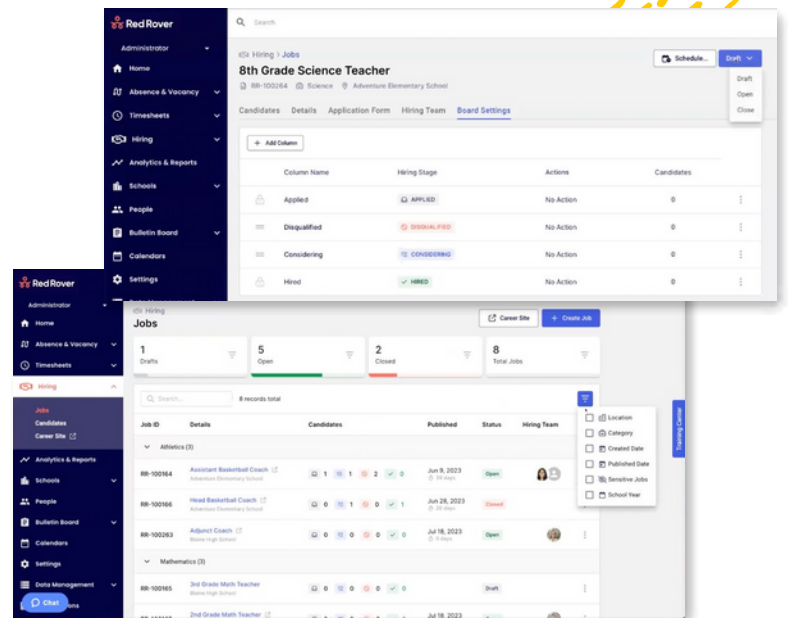 Red Rover
Search
Administrator
Home
Absence & Vacancy
Timesheets
Hiring
Analytics & Reports
Schools
People
Bulletin Board
Calendars
Settings
Hiring > Jobs
8th Grade Science Teacher
RR-100264 Science Adventure Elementary School
Schedule... Draft
Draft
Open
Close
Candidates Details Application Form Hiring Team Board Settings
+ Add Column
Column Name Hiring Stage Actions Candidates
Applied APPLIED No Action 0
Disqualified DISQUALIFIED No Action 0
Considering CONSIDERING No Action 0
Hired HIRED No Action 0
Red Rover
Administrator
Home
Absence & Vacancy
Timesheets
Hiring
Jobs
Candidates
Career Site
Analytics & Reports
Schools
People
Bulletin Board
Calendars
Settings
Data Management
Chat
ons
Hiring
Jobs
Career Site + Create Job
1 5 2 8
Drafts Open Closed Total Jobs
Search... 8 records total
Job ID Details Candidates Published Status Hiring Team
Athletics (3)
RR-100164 Assistant Basketball Coach 1 1 2 0 Jun 9, 2023 Open
Adventure Elementary School 39 days
RR-100166 Head Basketball Coach 0 1 0 1 Jun 28, 2023 Closed
Adventure Elementary School 20 days
RR-100263 Adjunct Coach 0 0 0 0 Jul 18, 2023 Open
Blaine High School 0 days
Mathematics (3)
RR-100165 3rd Grade Math Teacher 0 0 0 0 Draft
Blaine High School
2nd Grade Math Teacher Jul 18, 2023
Location
Category
Created Date
Published Date
Sensitive Jobs
School Year
Training Center